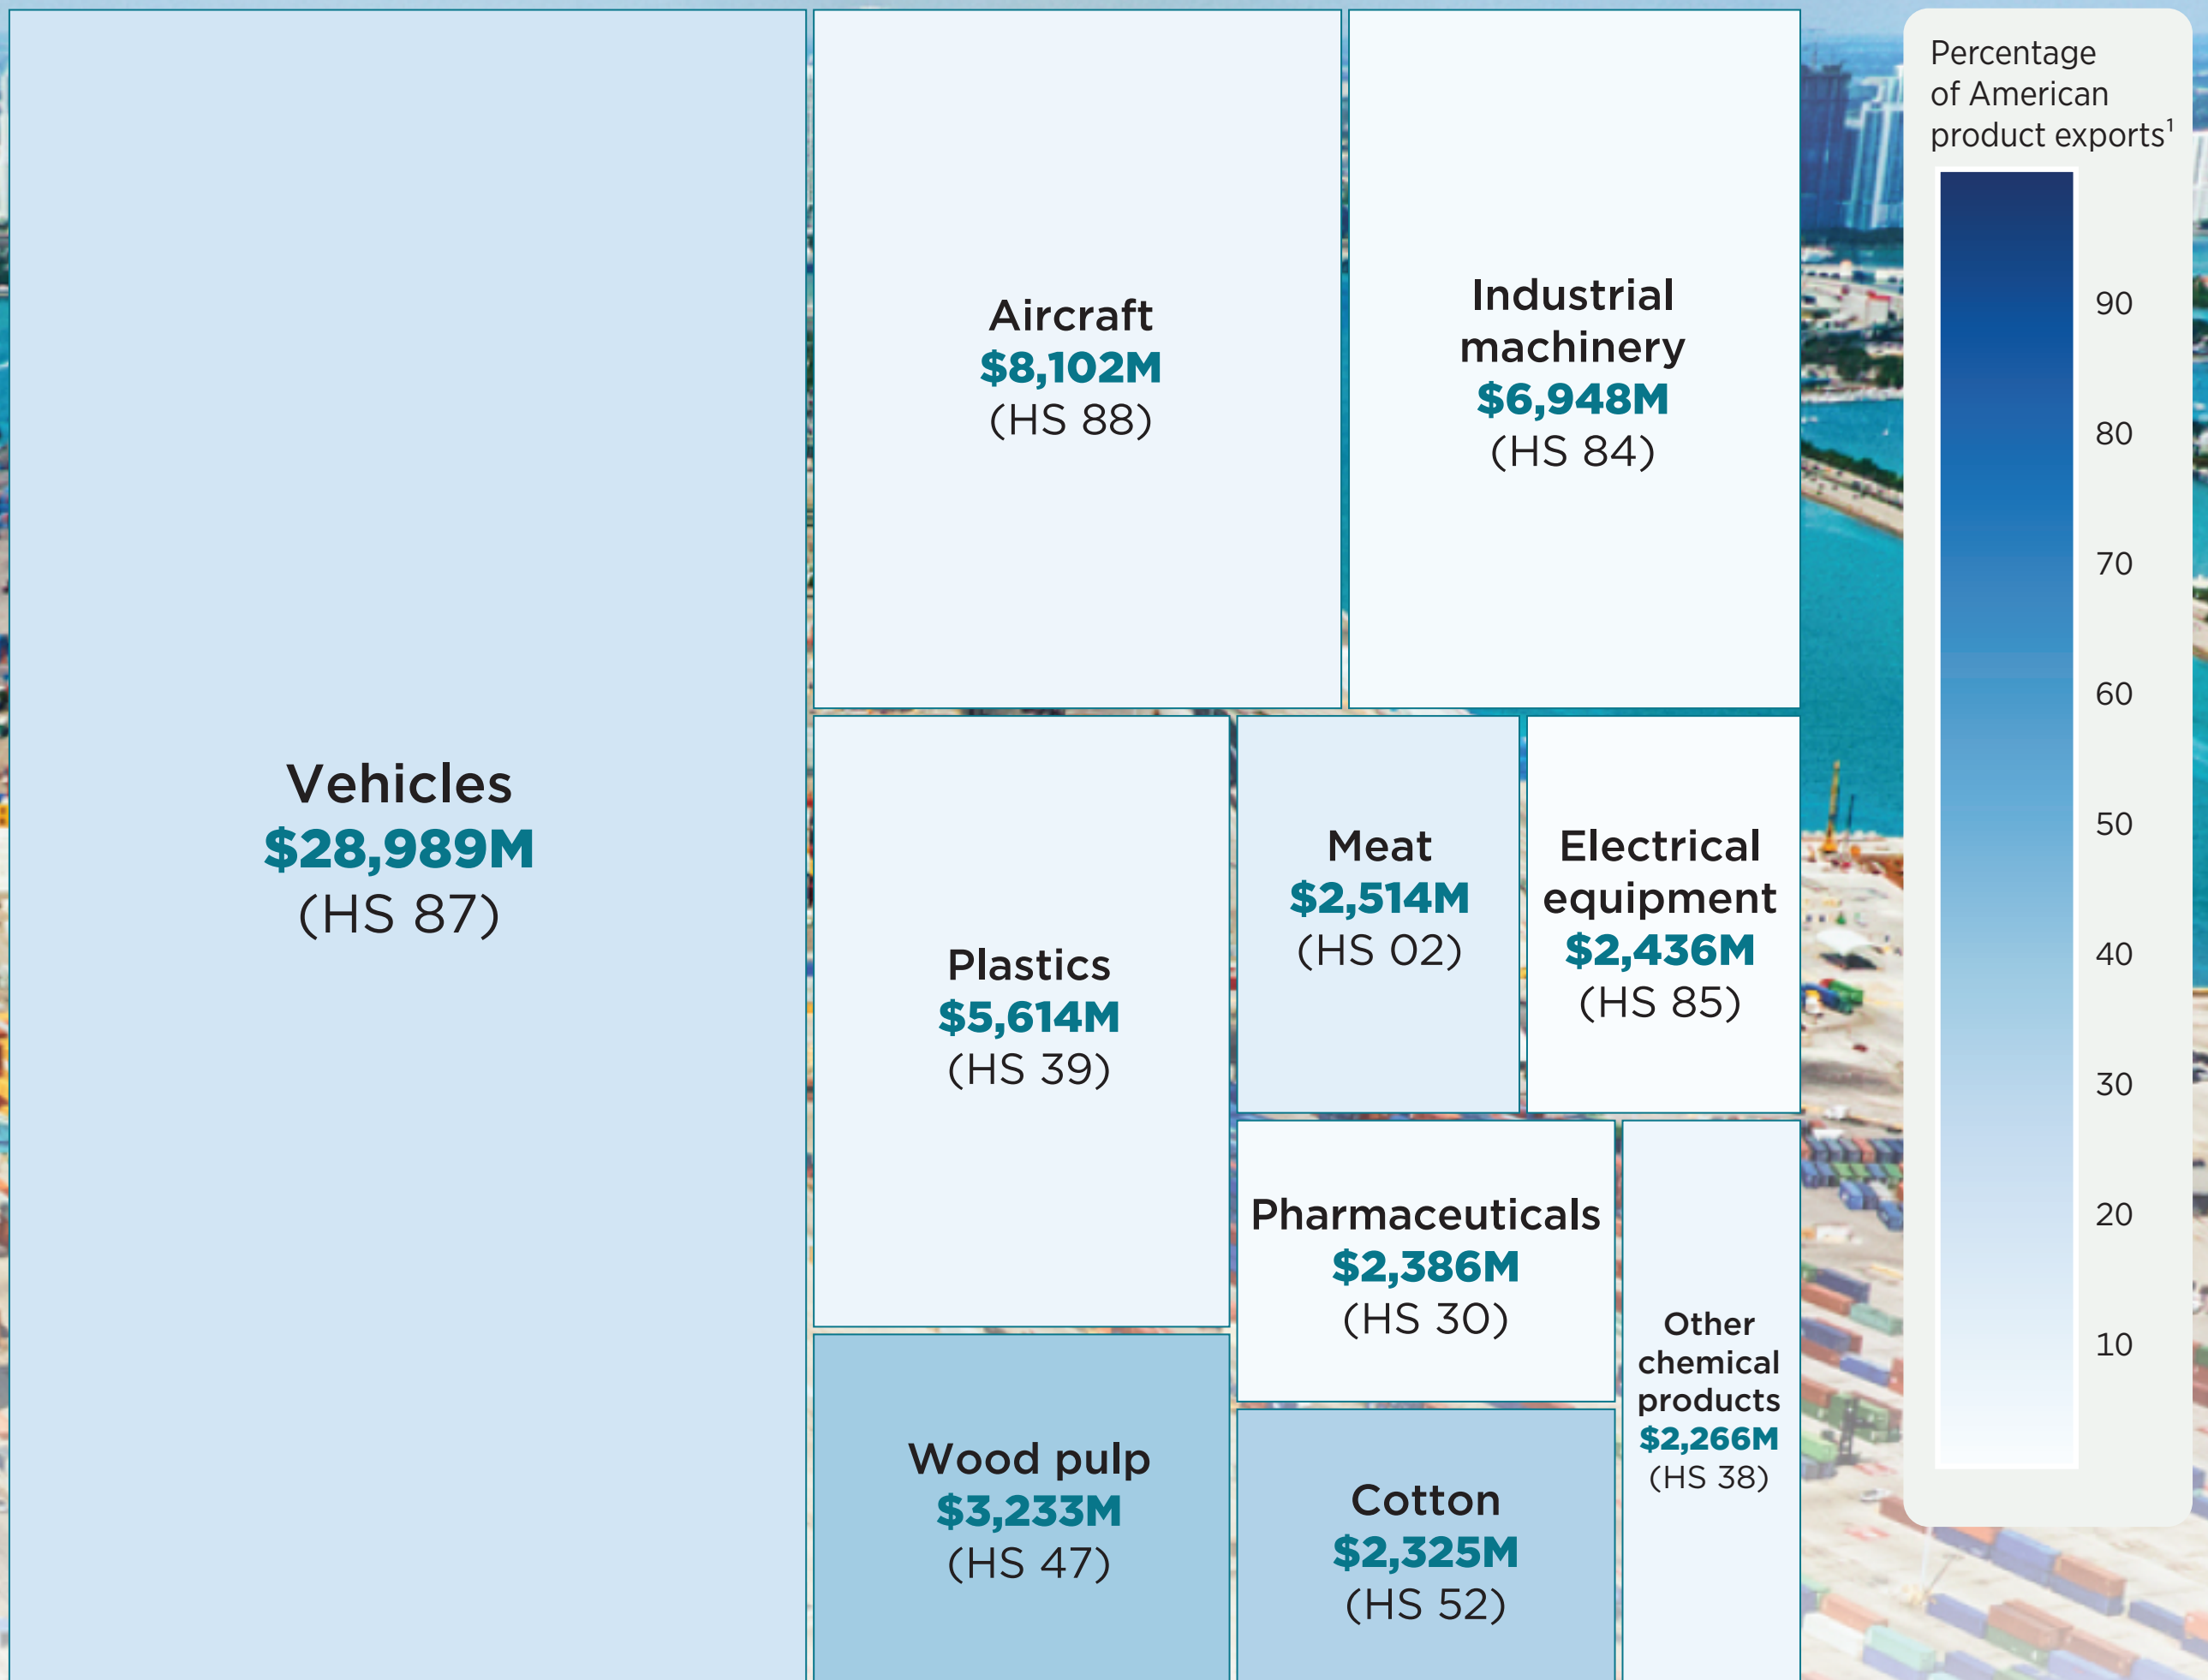 Vehicles
$28,989M
(HS 87)
Aircraft
$8,102M
(HS 88)
Industrial
machinery
$6,948M
(HS 84)
Plastics
$5,614M
(HS 39)
Meat
$2,514M
(HS 02)
Electrical
equipment
$2,436M
(HS 85)
Pharmaceuticals
$2,386M
(HS 30)
Other
chemical
products
$2,266M
(HS 38)
Wood pulp
$3,233M
(HS 47)
Cotton
$2,325M
(HS 52)
Percentage
of American
product exports¹
90
80
70
60
50
40
30
20
10